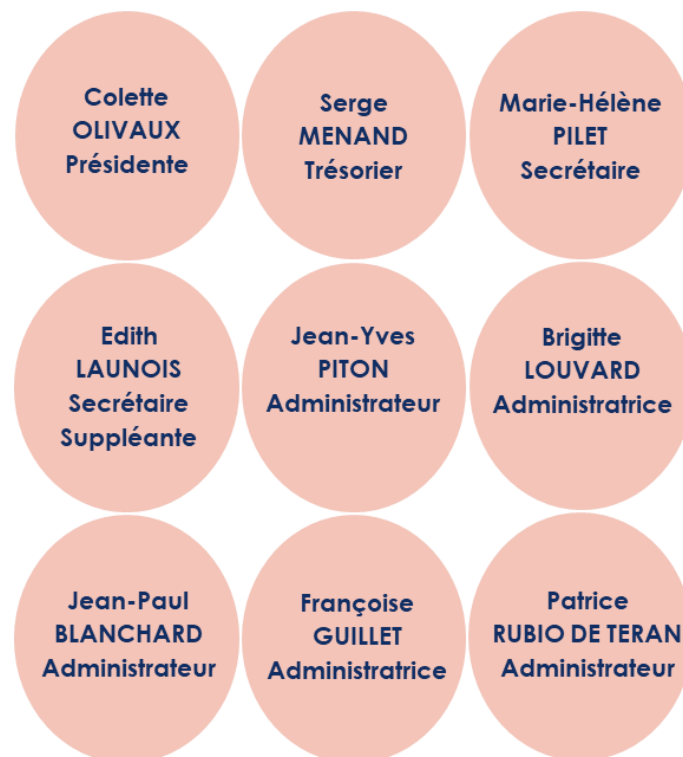 Colette
OLIVAUX
Présidente
Serge
MENAND
Trésorier
Marie-Hélène
PILET
Secrétaire
Edith
LAUNOIS
Secrétaire
Suppléante
Jean-Yves
PITON
Administrateur
Brigitte
LOUVARD
Administratrice
Jean-Paul
BLANCHARD
Administrateur
Françoise
GUILLET
Administratrice
Patrice
RUBIO DE TERAN
Administrateur